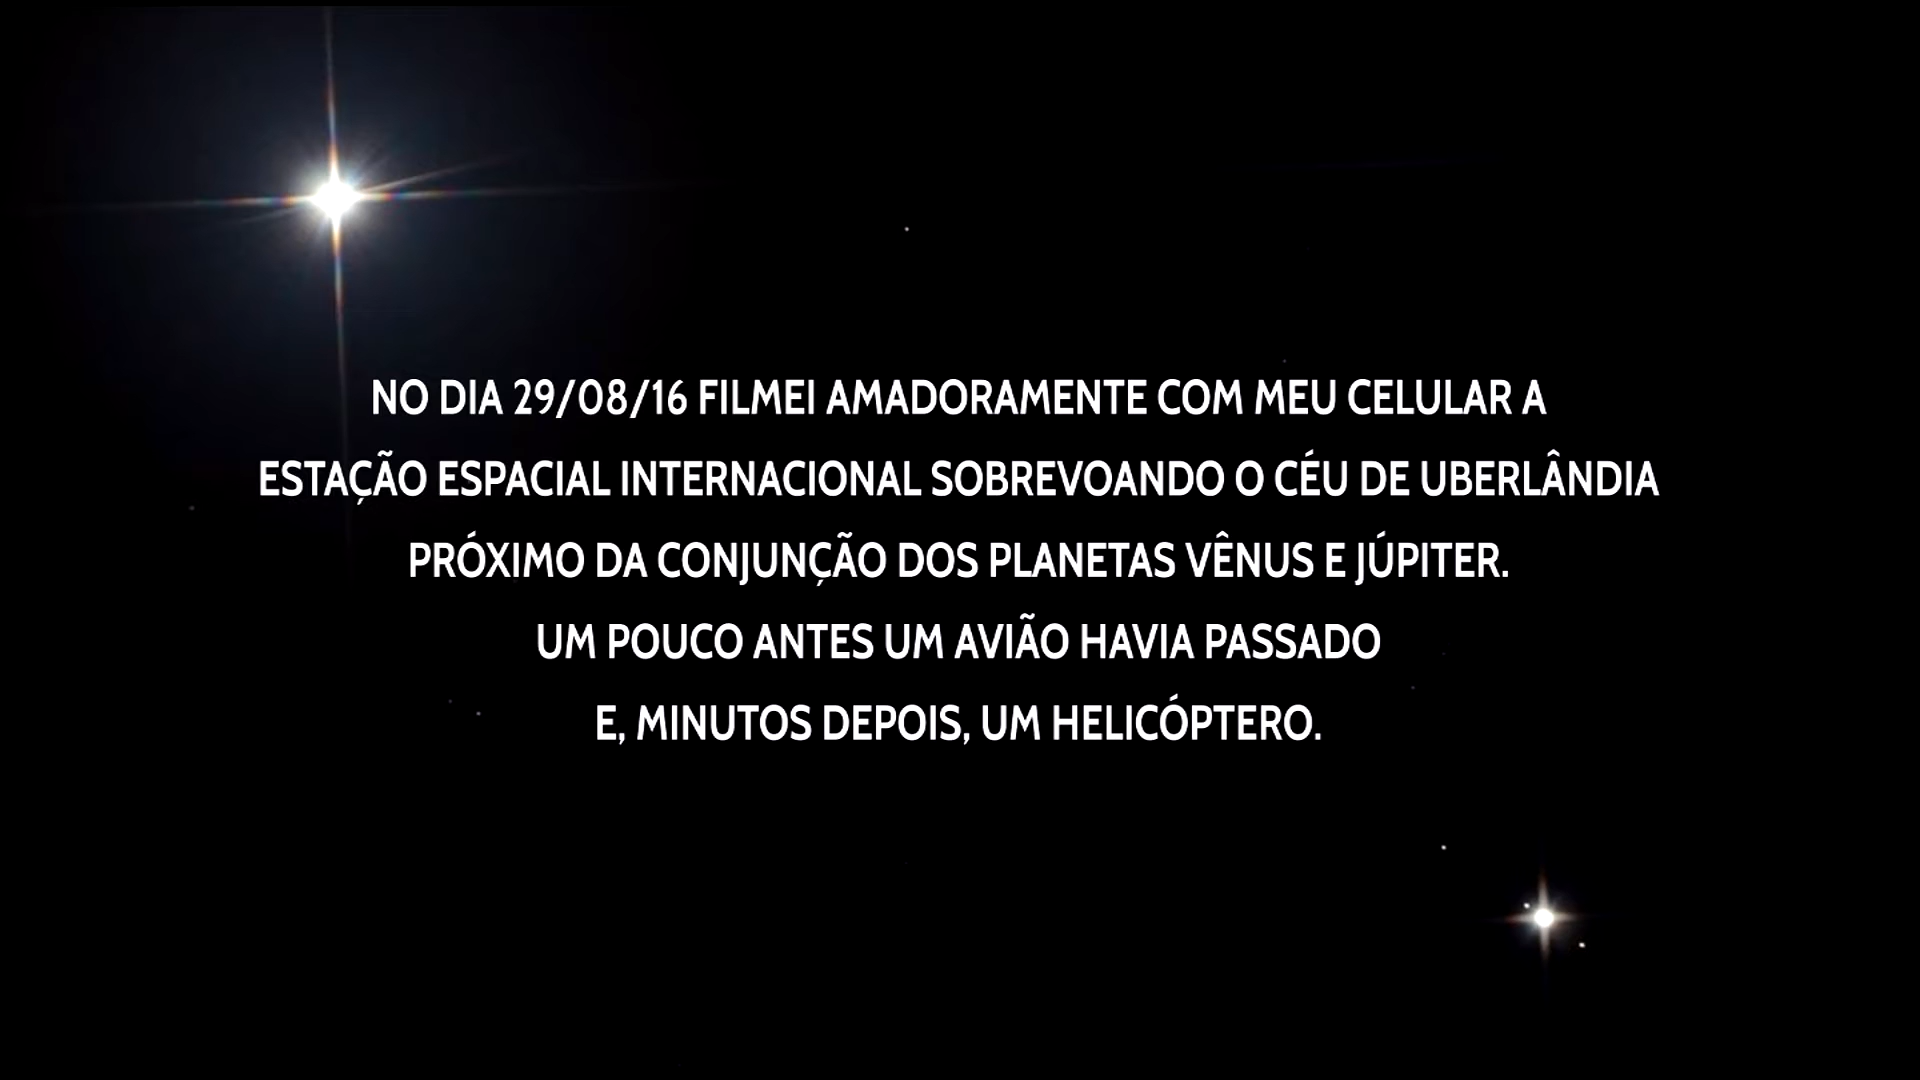 NO DIA 29/08/16 FILMEI AMADORAMENTE COM MEU CELULAR A
ESTAÇÃO ESPACIAL INTERNACIONAL SOBREVOANDO O CÉU DE UBERLÂNDIA
PRÓXIMO DA CONJUNÇÃO DOS PLANETAS VÊNUS E JÚPITER.
UM POUCO ANTES UM AVIÃO HAVIA PASSADO
E, MINUTOS DEPOIS, UM HELICÓPTERO.